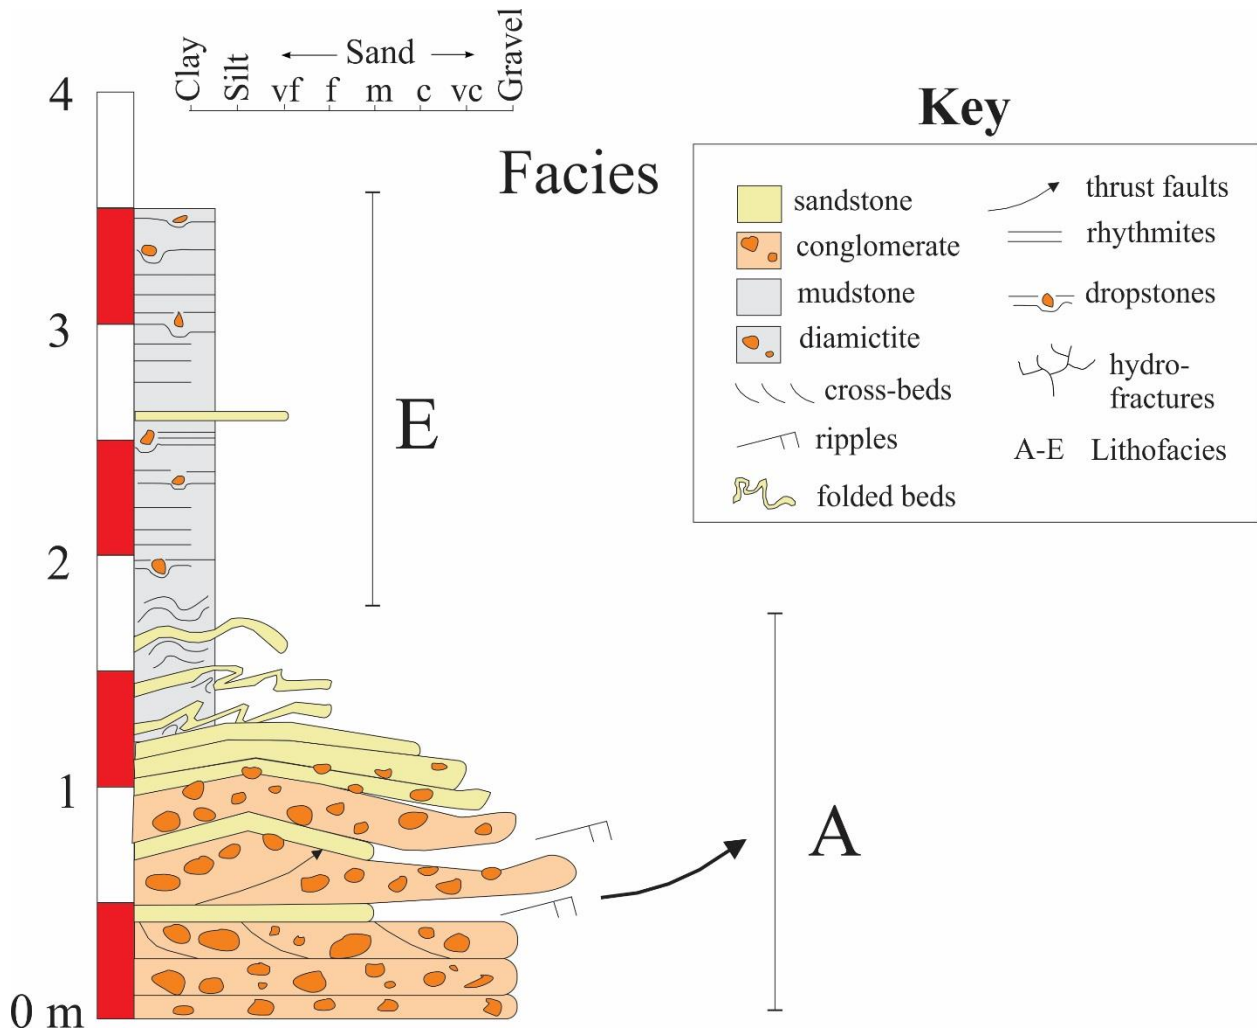 Clay
Silt
← Sand →
vf f m c vc
Gravel
4
3
2
1
0 m
Facies
E
A
Key
sandstone
conglomerate
mudstone
diamictite
cross-beds
ripples
folded beds
thrust faults
rhythmites
dropstones
hydro-
fractures
A-E Lithofacies